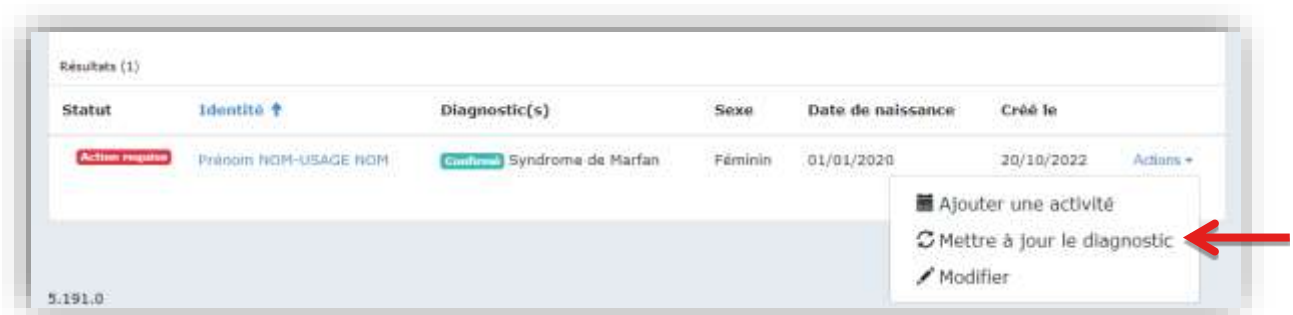 Résultats (1)
Statut Identité Diagnostic(s) Sexe Date de naissance Créé le
Action requise Prénom NOM-USAGE NOM Confirmé Syndrome de Marfan Féminin 01/01/2020 20/10/2022 Actions
Ajouter une activité
Mettre à jour le diagnostic
Modifier
5.191.0